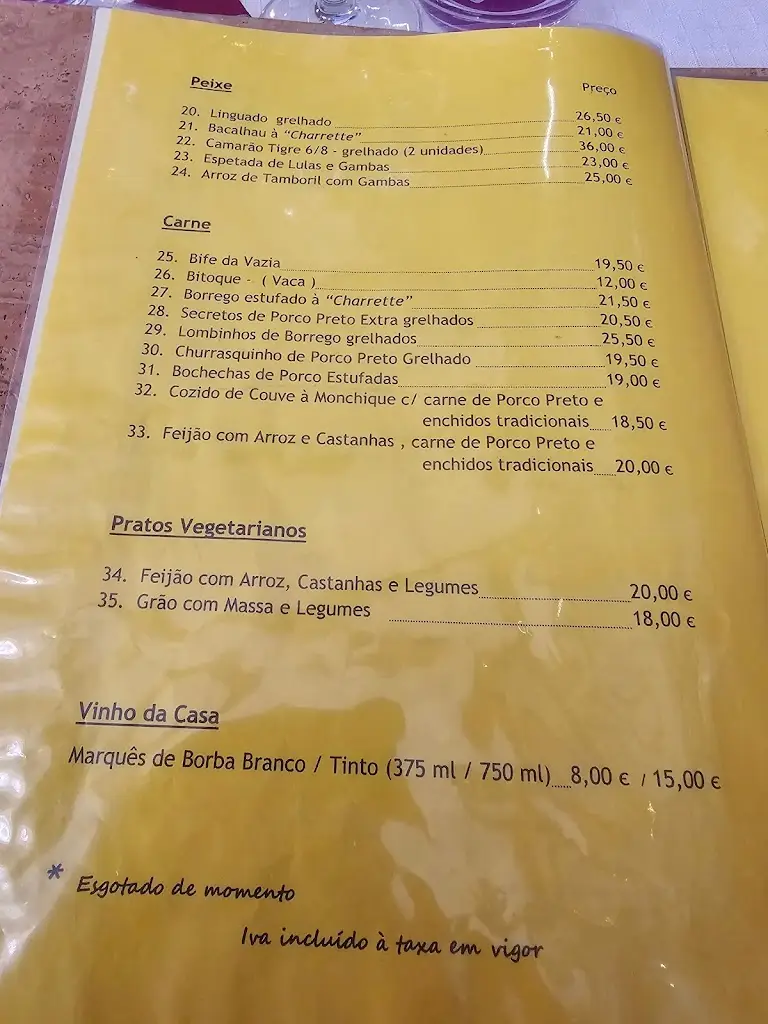 Peixe Preço
20. Linguado grelhado 26,50 €
21. Bacalhau à “Charrette” 21,00 €
22. Camarão Tigre 6/8 - grelhado (2 unidades) 36,00 €
23. Espetada de Lulas e Gambas 23,00 €
24. Arroz de Tamboril com Gambas 25,00 €
Carne
25. Bife da Vazia 19,50 €
26. Bitoque - ( Vaca ) 12,00 €
27. Borrego estufado à “Charrette” 21,50 €
28. Secretos de Porco Preto Extra grelhados 20,50 €
29. Lombinhos de Borrego grelhados 25,50 €
30. Churrasquinho de Porco Preto Grelhado 19,50 €
31. Bochechas de Porco Estufadas 19,00 €
32. Cozido de Couve à Monchique c/ carne de Porco Preto e
enchidos tradicionais 18,50 €
33. Feijão com Arroz e Castanhas , carne de Porco Preto e
enchidos tradicionais 20,00 €
Pratos Vegetarianos
34. Feijão com Arroz, Castanhas e Legumes 20,00 €
35. Grão com Massa e Legumes 18,00 €
Vinho da Casa
Marquês de Borba Branco / Tinto (375 ml / 750 ml) 8,00 € / 15,00 €
* Esgotado de momento
Iva incluído à taxa em vigor